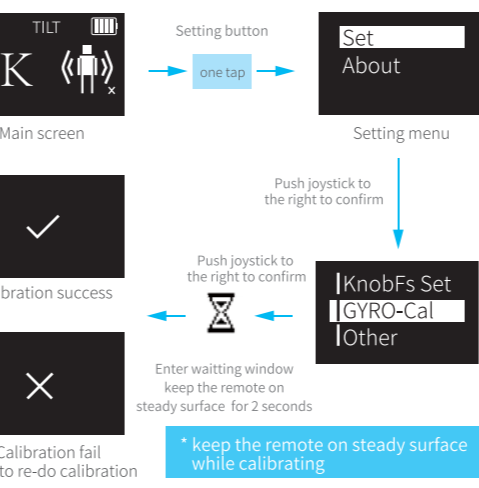 TILT
K
x
Main screen
Setting button
one tap
Set
About
Setting menu
Push joystick to
the right to confirm
KnobFs Set
GYRO-Cal
Other
Push joystick to
the right to confirm
Enter waitting window
keep the remote on
steady surface for 2 seconds
bration success
Calibration fail
to re-do calibration
* keep the remote on steady surface
while calibrating